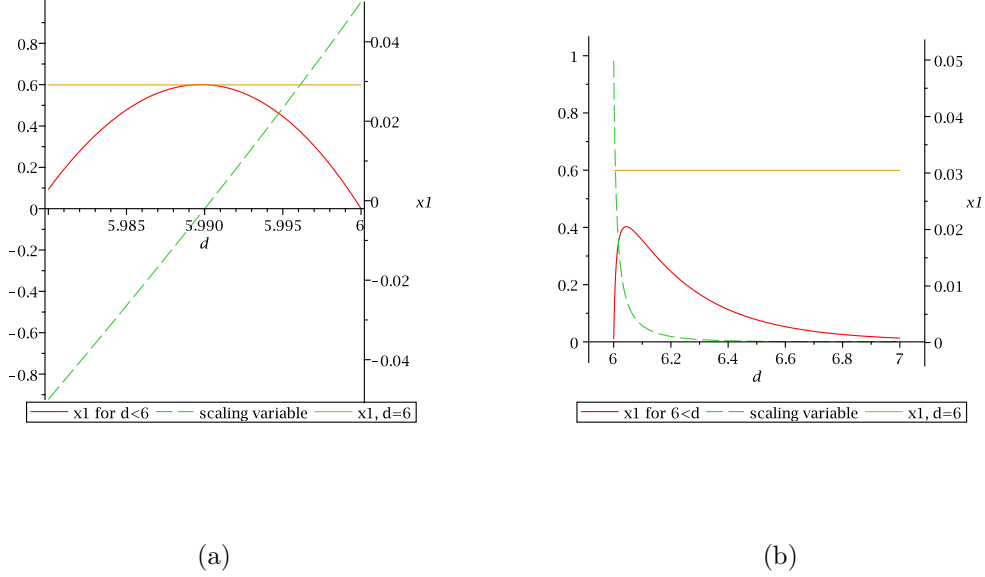 0.8
0.6
0.4
0.2
0
−0.2
−0.4
−0.6
−0.8
5.985 5.990 5.995 6
d
0.04
0.02
0
−0.02
−0.04
x1
x1 for d<6 scaling variable x1, d=6
(a)
1
0.8
0.6
0.4
0.2
0
6 6.2 6.4 6.6 6.8 7
d
0.05
0.04
0.03
0.02
0.01
0
x1
x1 for 6<d scaling variable x1, d=6
(b)